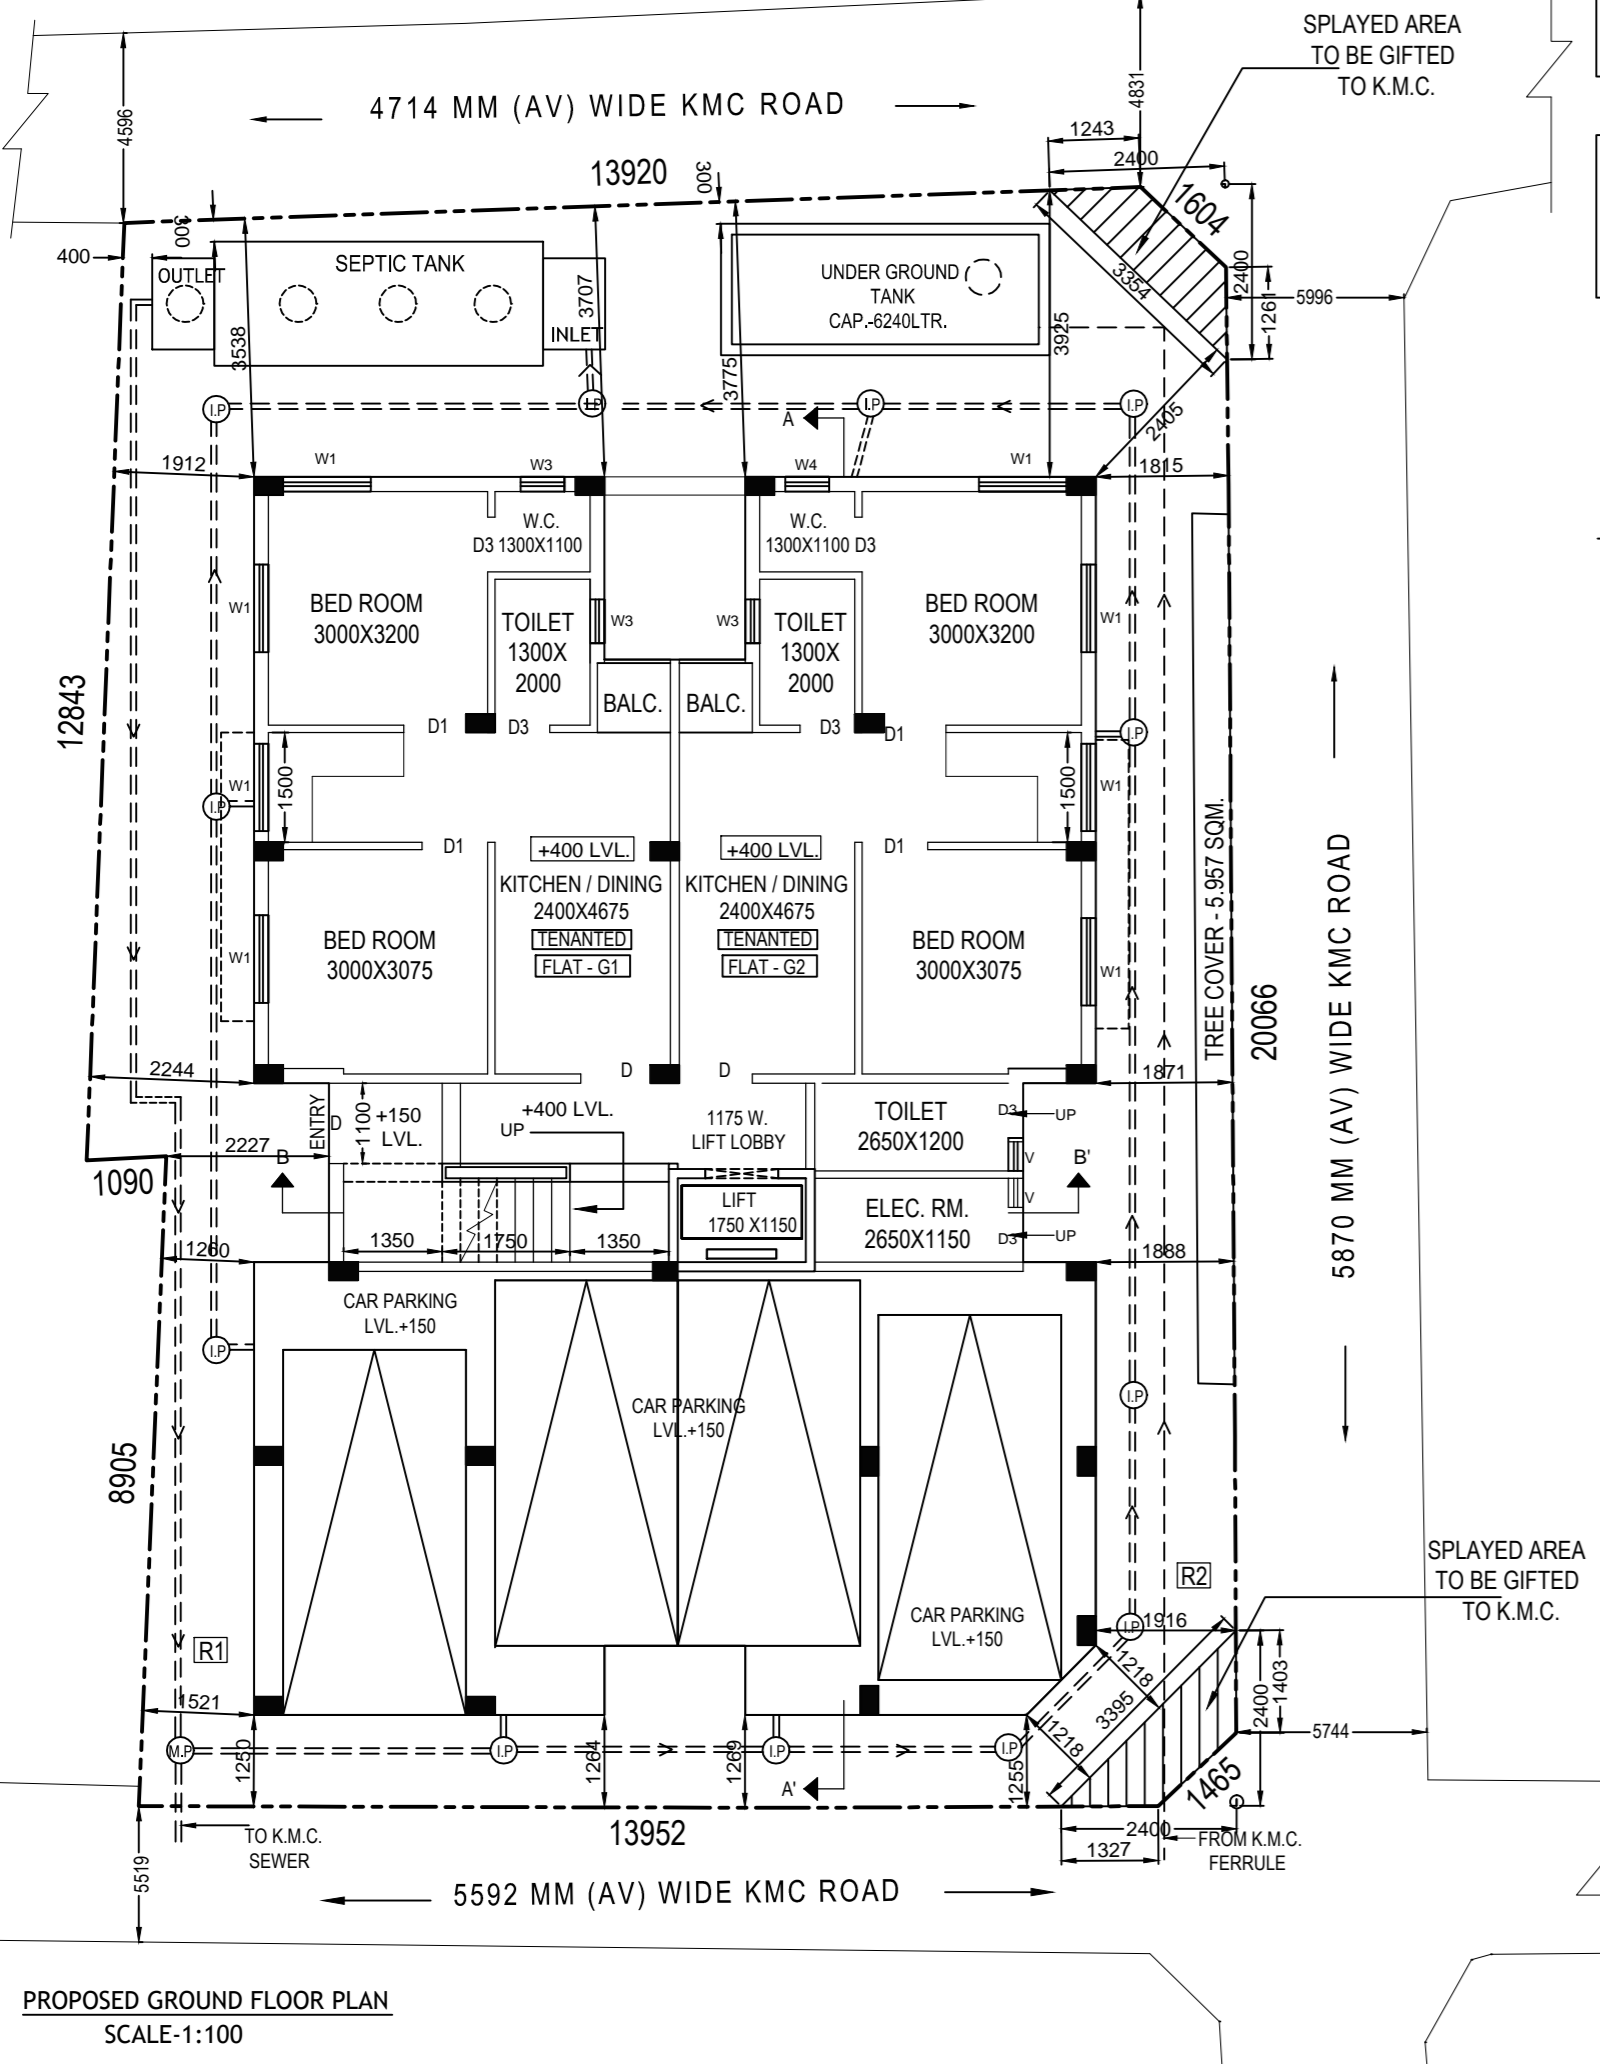 SPLAYED AREA
TO BE GIFTED
TO K.M.C.
4596
4714 MM (AV) WIDE KMC ROAD
4831
1243
2400
13920
300
1604
300
400
OUTLET
SEPTIC TANK
INLET
3707
3538
UNDER GROUND
TANK
CAP.-6240LTR.
3925
3775
3354
2400
1261
5996
I.P
I.P
I.P
I.P
A
2405
1912
W1
W3
W4
W1
1815
W.C.
D3 1300X1100
W.C.
1300X1100 D3
W1
BED ROOM
3000X3200
TOILET
1300X
2000
W3
W3
TOILET
1300X
2000
BED ROOM
3000X3200
W1
BALC.
BALC.
12843
D1
D3
D3
D1
I.P
W1
1500
1500
W1
I.P
D1
+400 LVL.
+400 LVL.
D1
KITCHEN / DINING
2400X4675
TENANTED
FLAT - G1
KITCHEN / DINING
2400X4675
TENANTED
FLAT - G2
W1
BED ROOM
3000X3075
BED ROOM
3000X3075
W1
TREE COVER - 5.957 SQM.
20066
5870 MM (AV) WIDE KMC ROAD
2244
D
D
1871
ENTRY
D
1100
+150
LVL.
+400 LVL.
UP
1175 W.
LIFT LOBBY
TOILET
2650X1200
D3
UP
2227
B
V
B'
1090
LIFT
1750 X1150
ELEC. RM.
2650X1150
V
D3
UP
1260
1350
1750
1350
1888
CAR PARKING
LVL.+150
I.P
CAR PARKING
LVL.+150
I.P
8905
R2
SPLAYED AREA
TO BE GIFTED
TO K.M.C.
CAR PARKING
LVL.+150
I.P
1916
R1
1218
3395
1218
2400
1403
1521
5744
M.P
1250
I.P
1264
1269
I.P
I.P
1255
A'
1465
13952
TO K.M.C.
SEWER
2400
1327
FROM K.M.C.
FERRULE
5519
5592 MM (AV) WIDE KMC ROAD
PROPOSED GROUND FLOOR PLAN
SCALE-1:100